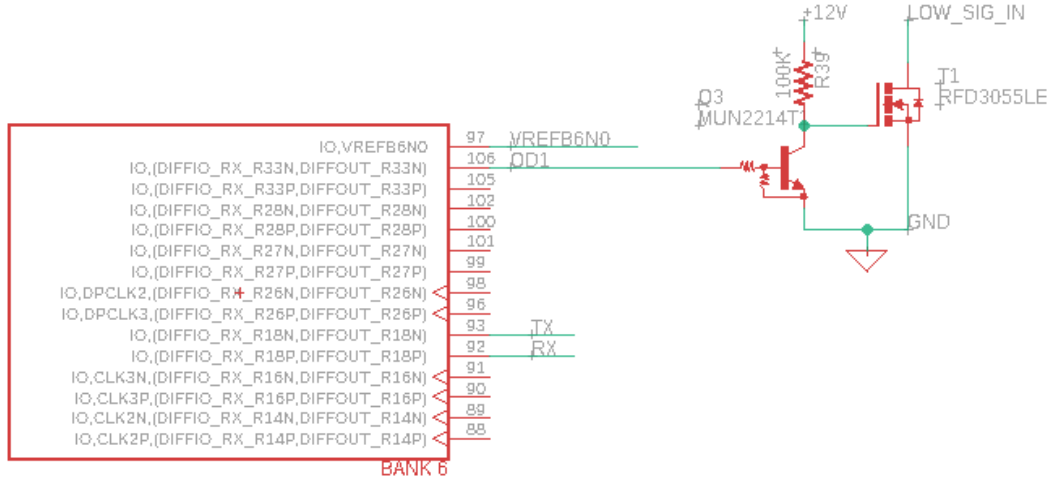 +12V
LOW_SIG_IN
100K
R39
T1
RFD3055LE
Q3
MUN2214T1
IO,VREFB6N0
97
VREFB6N0
IO,(DIFFIO_RX_R33N,DIFFOUT_R33N)
106
OD1
IO,(DIFFIO_RX_R33P,DIFFOUT_R33P)
105
IO,(DIFFIO_RX_R28N,DIFFOUT_R28N)
102
IO,(DIFFIO_RX_R28P,DIFFOUT_R28P)
100
IO,(DIFFIO_RX_R27N,DIFFOUT_R27N)
101
IO,(DIFFIO_RX_R27P,DIFFOUT_R27P)
99
IO,DPCLK2,(DIFFIO_RX_R26N,DIFFOUT_R26N)
98
IO,DPCLK3,(DIFFIO_RX_R26P,DIFFOUT_R26P)
96
IO,(DIFFIO_RX_R18N,DIFFOUT_R18N)
93
TX
IO,(DIFFIO_RX_R18P,DIFFOUT_R18P)
92
RX
IO,CLK3N,(DIFFIO_RX_R16N,DIFFOUT_R16N)
91
IO,CLK3P,(DIFFIO_RX_R16P,DIFFOUT_R16P)
90
IO,CLK2N,(DIFFIO_RX_R14N,DIFFOUT_R14N)
89
IO,CLK2P,(DIFFIO_RX_R14P,DIFFOUT_R14P)
88
GND
BANK 6